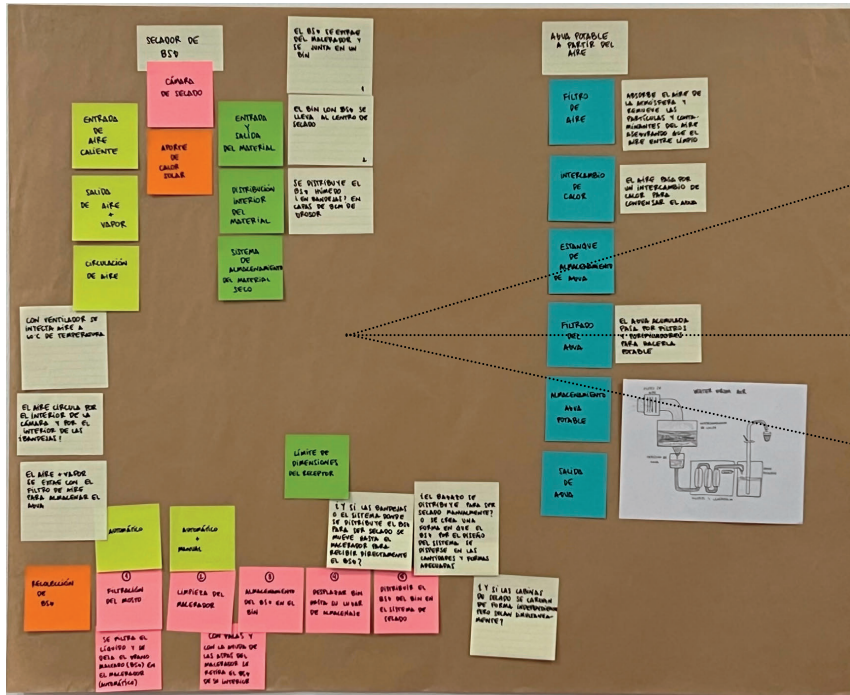 SECADOR DE
BSG
CÁMARA
DE SECADO
ENTRADA
DE
AIRE
CALIENTE
APORTE
DE
CALOR
SOLAR
SALIDA
DE AIRE
+
VAPOR
CIRCULACIÓN
DE AIRE
ENTRADA
Y
SALIDA
DEL MATERIAL
DISTRIBUCIÓN
INTERIOR
DEL
MATERIAL
SISTEMA
DE
ALMACENAMIENTO
DEL MATERIAL
SECO
EL BSG SE EXTRAE
DEL MACERADOR Y
SE JUNTA EN UN
BIN
1
EL BIN CON BSG SE
LLEVA AL CENTRO DE
SECADO
2
SE DISTRIBUYE EL
BSG HÚMEDO
¿EN BANDEJAS? EN
CAPAS DE 3CM DE
GROSOR
CON VENTILADOR SE
INYECTA AIRE A
DE TEMPERATURA
EL AIRE CIRCULA POR
EL INTERIOR DE LA
CÁMARA Y POR EL
INTERIOR DE LAS
¡BANDEJAS!
EL AIRE + VAPOR
SE EXTRAE CON EL
FILTRO DE AIRE
PARA ALMACENAR EL
AGUA
LÍMITE DE
DIMENSIONES
DEL RECEPTOR
¿Y SI LAS BANDEJAS
O EL SISTEMA DONDE
SE DISTRIBUYE EL BSG
PARA SER SECADO SE
MUEVE HASTA EL
MACERADOR PARA
RECIBIR DIRECTAMENTE
EL BSG?
¿EL BAGAZO SE
DISTRIBUYE PARA SER
SECADO MANUALMENTE?
O SE CREA UNA
FORMA EN QUE EL
BSG POR EL DISEÑO
DEL SISTEMA SE
DISPERSE EN LAS
CANTIDADES Y FORMAS
ADECUADAS
¿Y SI LAS CABINAS
DE SECADO SE CARGAN
DE FORMA INDEPENDIENTE
PERO SECAN SIMULTÁNEA-
MENTE?
AUTOMÁTICO
AUTOMÁTICO
+
MANUAL
RECOLECCIÓN
DE
BSG
1
FILTRACIÓN
DEL MOSTO
2
LIMPIEZA DEL
MACERADOR
3
ALMACENAMIENTO
DEL BSG EN EL
BIN
DESPLAZAR BIN
HASTA SU LUGAR
DE ALMACENAJE
DISTRIBUIR EL
BSG DEL BIN EN
EL SISTEMA DE
SECADO
SE FILTRA EL
LÍQUIDO Y SE
DEJA EL GRANO
MALTEADO (BSG) EN
EL MACERADOR
(AUTOMÁTICO)
CON PALAS Y
CON LA AYUDA DE
LAS ASPAS DEL
MACERADOR SE
RETIRA EL BSG
DE SU INTERIOR
AGUA POTABLE
A PARTIR DEL
AIRE
FILTRO
DE
AIRE
ABSORBE EL AIRE DE
LA ATMÓSFERA Y
REMUEVE LAS
PARTÍCULAS Y CONTA-
MINANTES DEL AIRE
ASEGURANDO QUE EL
AIRE ENTRE LIMPIO
INTERCAMBIO
DE
CALOR
EL AIRE PASA POR
UN INTERCAMBIO DE
CALOR PARA
CONDENSAR EL AGUA
ESTANQUE
DE
ALMACENAMIENTO
DE AGUA
FILTRADO
DEL
AGUA
EL AGUA ACUMULADA
PASA POR FILTROS
Y PURIFICADORES
PARA HACERLA
POTABLE
ALMACENAMIENTO
AGUA
POTABLE
SALIDA
DE
AGUA
WATER FROM AIR